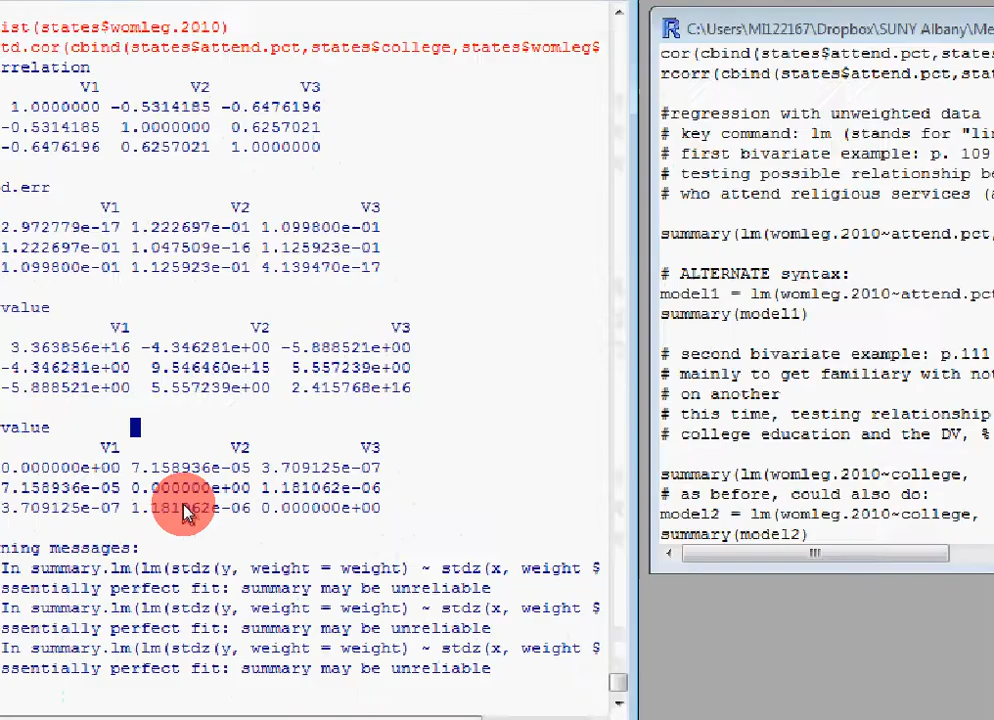 ist(states$womleg.2010)
td.cor(cbind(states$attend.pct,states$college,states$womleg$
rrelation
V1 V2 V3
1.0000000 -0.5314185 -0.6476196
-0.5314185 1.0000000 0.6257021
-0.6476196 0.6257021 1.0000000
d.err
V1 V2 V3
2.972779e-17 1.222697e-01 1.099800e-01
1.222697e-01 1.047509e-16 1.125923e-01
1.099800e-01 1.125923e-01 4.139470e-17
value
V1 V2 V3
3.363856e+16 -4.346281e+00 -5.888521e+00
-4.346281e+00 9.546460e+15 5.557239e+00
-5.888521e+00 5.557239e+00 2.415768e+16
value
V1 V2 V3
0.000000e+00 7.158936e-05 3.709125e-07
7.158936e-05 0.000000e+00 1.181062e-06
3.709125e-07 1.181062e-06 0.000000e+00
ning messages:
In summary.lm(lm(stdz(y, weight = weight) ~ stdz(x, weight $
ssentially perfect fit: summary may be unreliable
In summary.lm(lm(stdz(y, weight = weight) ~ stdz(x, weight $
ssentially perfect fit: summary may be unreliable
In summary.lm(lm(stdz(y, weight = weight) ~ stdz(x, weight $
ssentially perfect fit: summary may be unreliable
C:\Users\MI122167\Dropbox\SUNY Albany\Me
cor(cbind(states$attend.pct,states
rcorr(cbind(states$attend.pct,stat
#regression with unweighted data
# key command: lm (stands for "lin
# first bivariate example: p. 109
# testing possible relationship be
# who attend religious services (a
summary(lm(womleg.2010~attend.pct,
# ALTERNATE syntax:
model1 = lm(womleg.2010~attend.pct
summary(model1)
# second bivariate example: p.111
# mainly to get familiary with not
# on another
# this time, testing relationship
# college education and the DV, %
summary(lm(womleg.2010~college,
# as before, could also do:
model2 = lm(womleg.2010~college,
summary(model2)